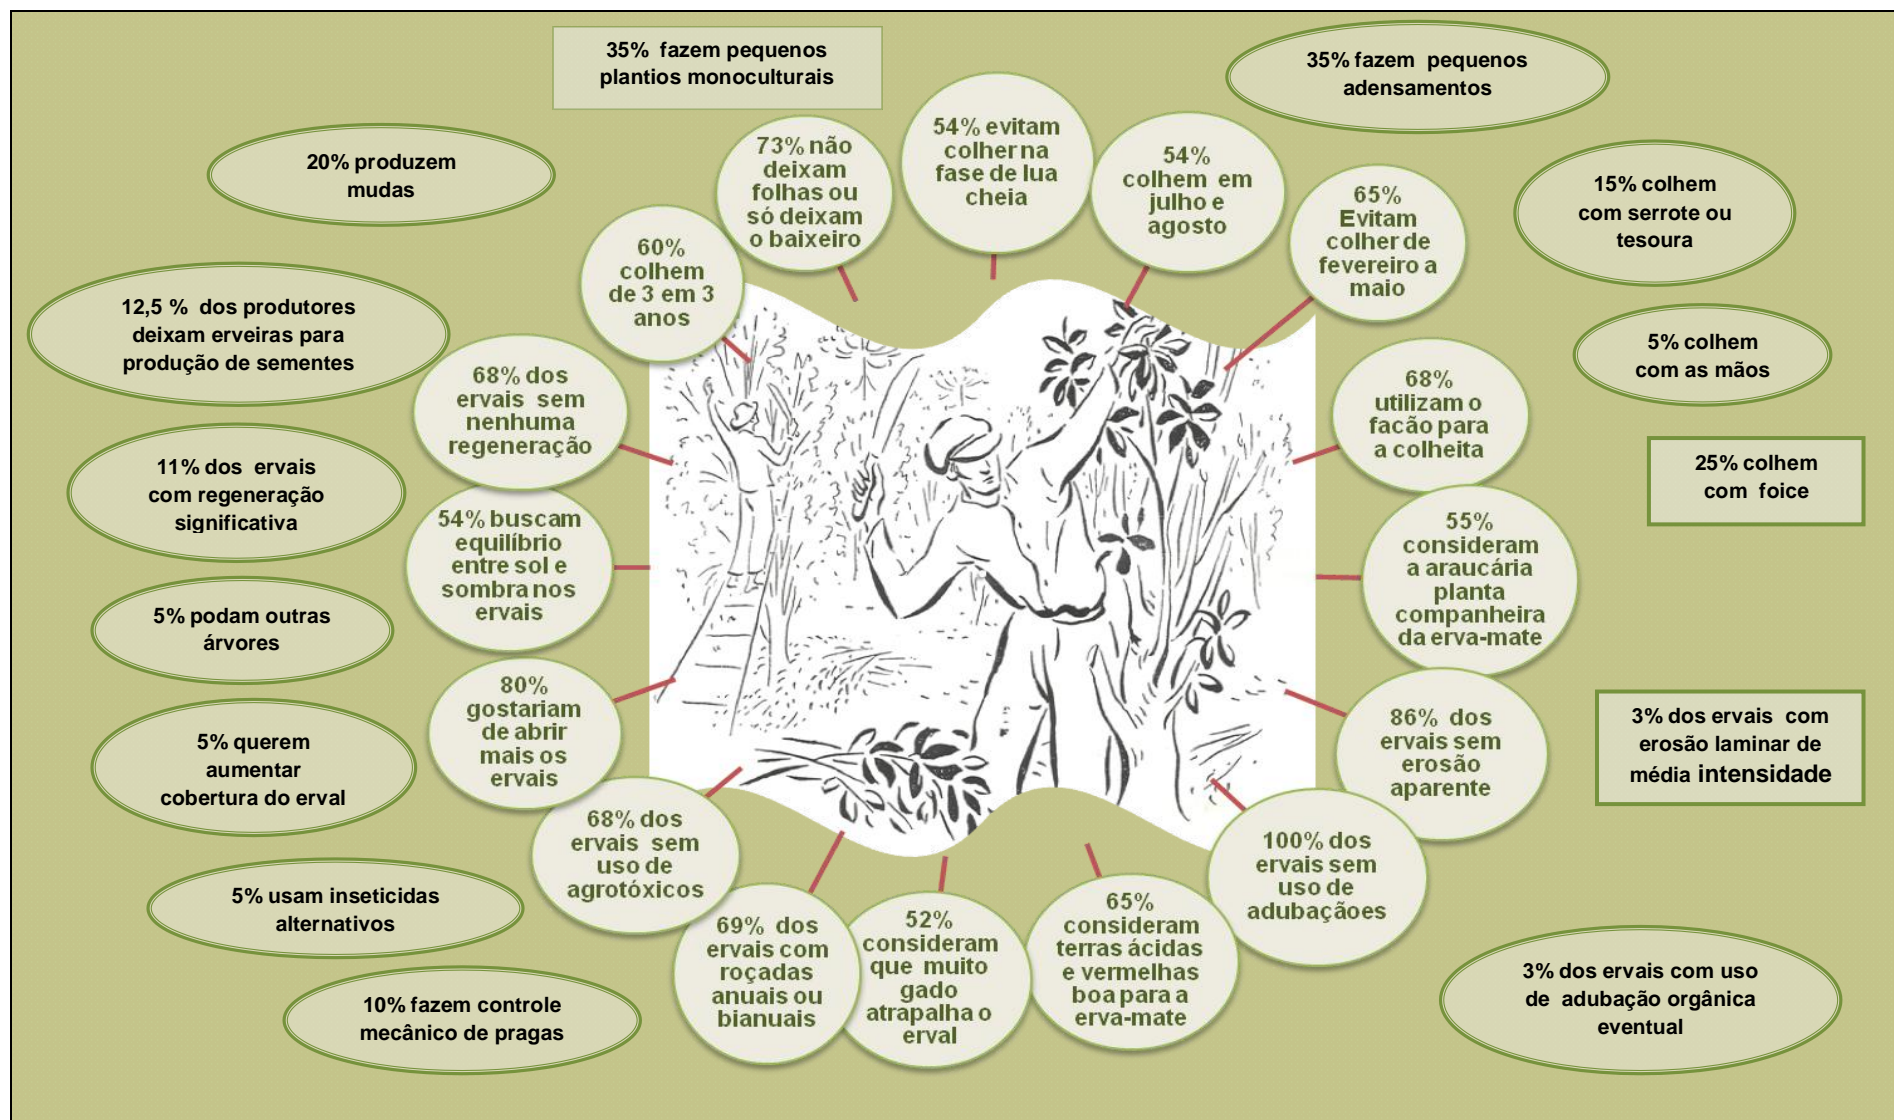 35% fazem pequenos
plantios monoculturais
35% fazem pequenos
adensamentos
20% produzem
mudas
73% não
deixam
folhas ou
só deixam
o baixeiro
54% evitam
colher na
fase de lua
cheia
54%
colhem em
julho e
agosto
65%
Evitam
colher de
fevereiro a
maio
15% colhem
com serrote ou
tesoura
60%
colhem
de 3 em 3
anos
12,5 % dos produtores
deixam erveiras para
produção de sementes
5% colhem
com as mãos
68% dos
ervais sem
nenhuma
regeneração
68%
utilizam o
facão para
a colheita
11% dos ervais
com regeneração
significativa
25% colhem
com foice
54% buscam
equilíbrio
entre sol e
sombra nos
ervais
55%
consideram
a araucária
planta
companheira
da erva-mate
5% podam outras
árvores
80%
gostariam
de abrir
mais os
ervais
86% dos
ervais sem
erosão
aparente
3% dos ervais com
erosão laminar de
média intensidade
5% querem
aumentar
cobertura do erval
68% dos
ervais sem
uso de
agrotóxicos
100% dos
ervais sem
uso de
adubaçãoes
5% usam inseticidas
alternativos
69% dos
ervais com
roçadas
anuais ou
bianuais
52%
consideram
que muito
gado
atrapalha o
erval
65%
consideram
terras ácidas
e vermelhas
boa para a
erva-mate
10% fazem controle
mecânico de pragas
3% dos ervais com uso
de adubação orgânica
eventual